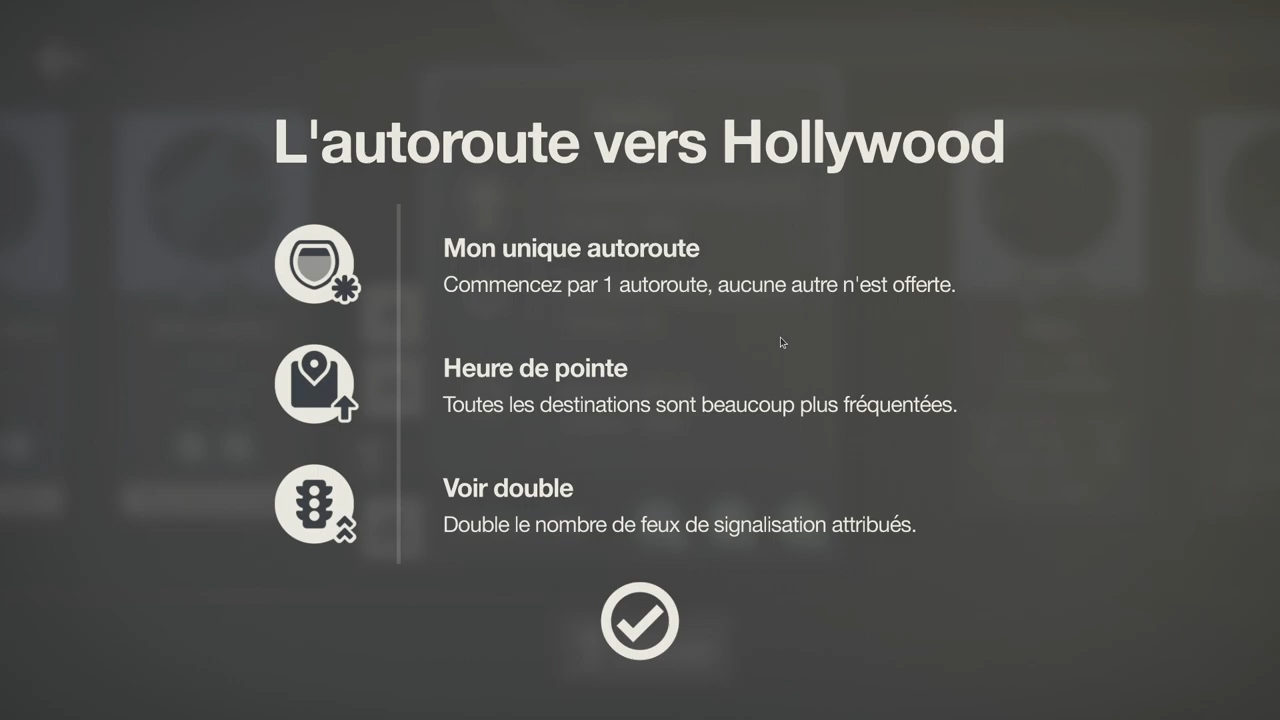 L'autoroute vers Hollywood
Mon unique autoroute
Commencez par 1 autoroute, aucune autre n'est offerte.
Heure de pointe
Toutes les destinations sont beaucoup plus fréquentées.
Voir double
Double le nombre de feux de signalisation attribués.